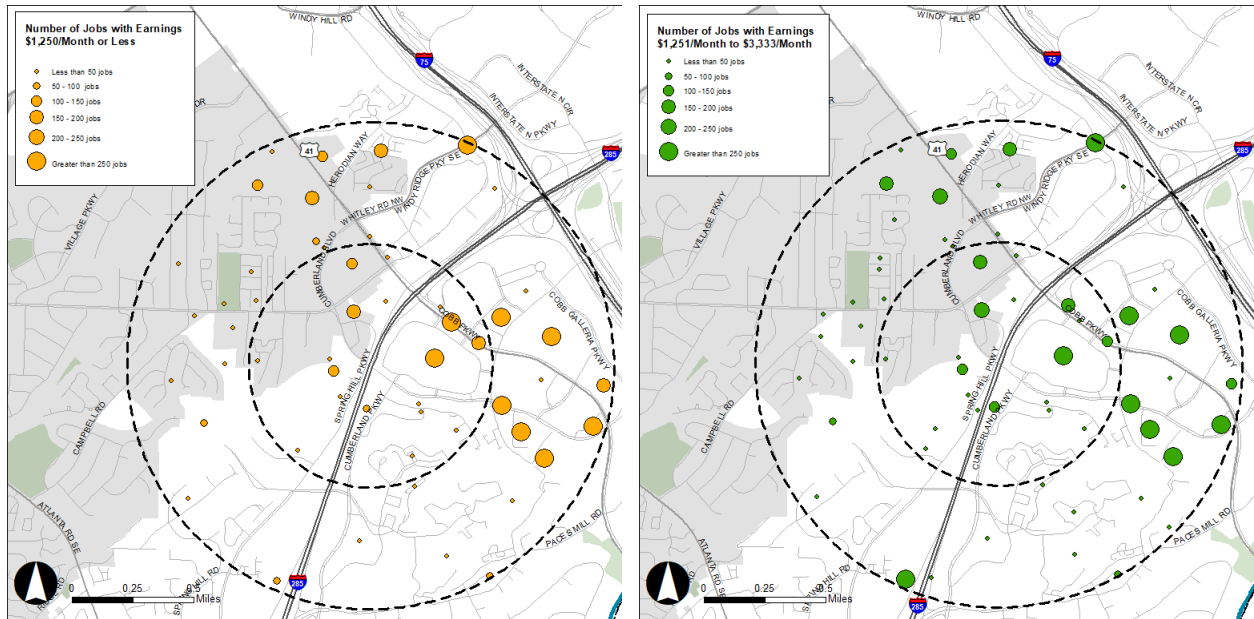 WINDY HILL RD
Number of Jobs with Earnings
$1,250/Month or Less
Less than 50 jobs
50 - 100 jobs
100 - 150 jobs
150 - 200 jobs
200 - 250 jobs
Greater than 250 jobs
75
INTERSTATE N CIR
INTERSTATE N PKWY
DR
285
41
HERODIAN WAY
WINDY RIDGE PKY SE
WHITLEY RD NW
VILLAGE PKWY
CUMBERLAND BLVD
COBB PKWY
COBB GALLERIA PKWY
SPRING HILL PKWY
CAMPBELL RD
CUMBERLAND PKWY
ATLANTA RD SE
PACES MILL RD
SPRING HILL RD
285
0 0.25 0.5
Miles
WINDY HILL RD
Number of Jobs with Earnings
$1,251/Month to $3,333/Month
Less than 50 jobs
50 - 100 jobs
100 - 150 jobs
150 - 200 jobs
200 - 250 jobs
Greater than 250 jobs
75
INTERSTATE N CIR
INTERSTATE N PKWY
285
41
HERODIAN WAY
WINDY RIDGE PKY SE
WHITLEY RD NW
VILLAGE PKWY
CUMBERLAND BLVD
COBB PKWY
COBB GALLERIA PKWY
SPRING HILL PKWY
CAMPBELL RD
CUMBERLAND PKWY
ATLANTA RD SE
PACES MILL RD
SPRING HILL RD
285
0 0.25 0.5
Miles